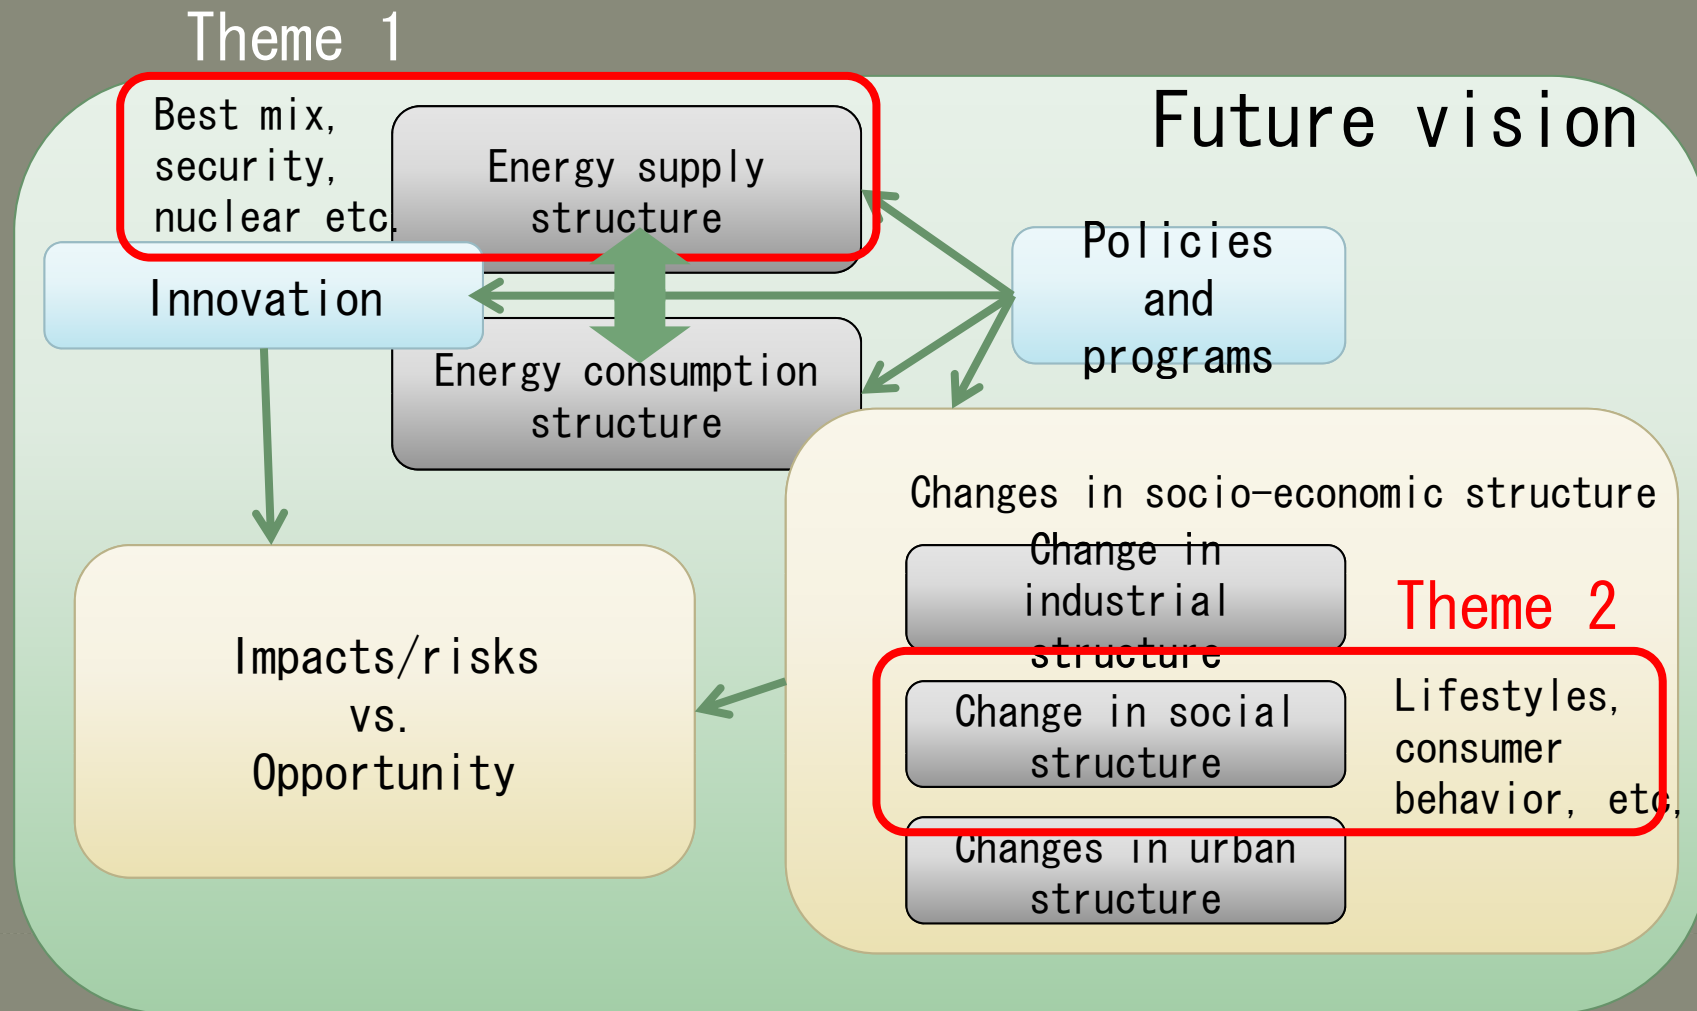 Theme 1
Best mix,
security,
nuclear etc.
Energy supply
structure
Future vision
Innovation
Policies
and
programs
Energy consumption
structure
Changes in socio-economic structure
Change in
industrial
structure
Theme 2
Change in social
structure
Lifestyles,
consumer
behavior, etc,
Changes in urban
structure
Impacts/risks
vs.
Opportunity